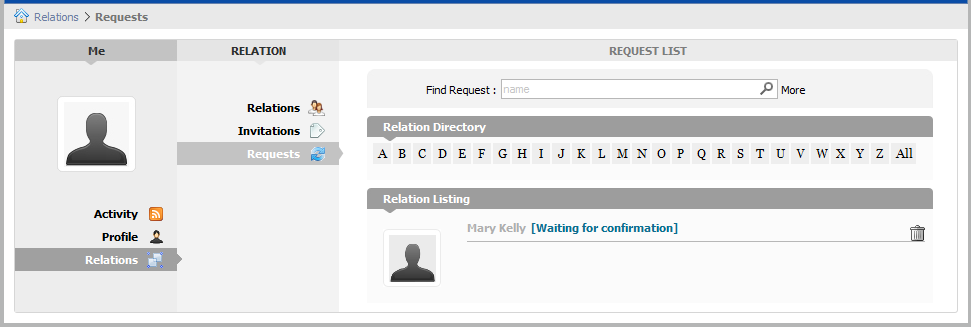 Relations > Requests
Me
RELATION
REQUEST LIST
Relations
Invitations
Requests
Activity
Profile
Relations
Find Request : name More
Relation Directory
A B C D E F G H I J K L M N O P Q R S T U V W X Y Z All
Relation Listing
Mary Kelly [Waiting for confirmation]